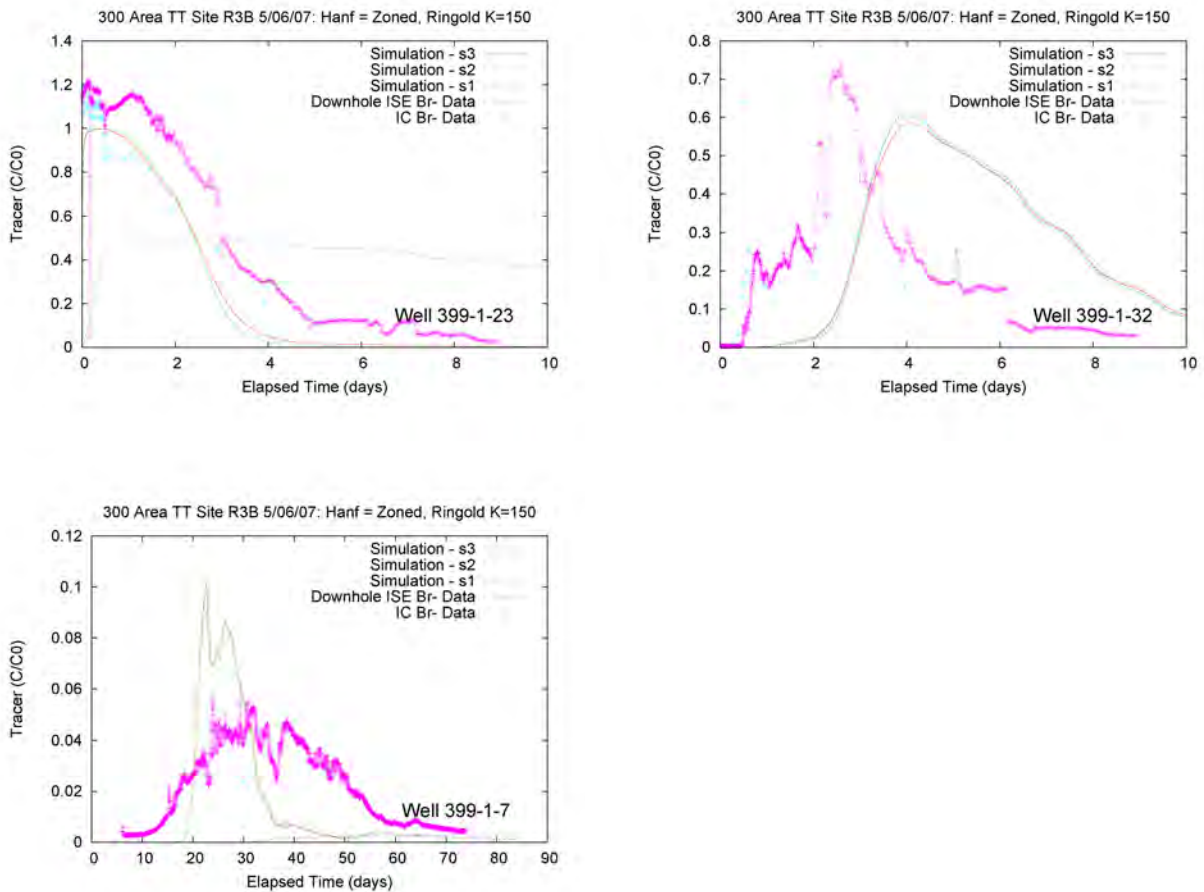 300 Area TT Site R3B 5/06/07: Hanf = Zoned, Ringold K=150
1.4
1.2
1
0.8
0.6
0.4
0.2
0
Tracer (C/C0)
Simulation - s3
Simulation - s2
Simulation - s1
Downhole ISE Br- Data
IC Br- Data
Well 399-1-23
0 2 4 6 8 10
Elapsed Time (days)
300 Area TT Site R3B 5/06/07: Hanf = Zoned, Ringold K=150
0.8
0.7
0.6
0.5
0.4
0.3
0.2
0.1
0
Tracer (C/C0)
Simulation - s3
Simulation - s2
Simulation - s1
Downhole ISE Br- Data
IC Br- Data
Well 399-1-32
0 2 4 6 8 10
Elapsed Time (days)
300 Area TT Site R3B 5/06/07: Hanf = Zoned, Ringold K=150
0.12
0.1
0.08
0.06
0.04
0.02
0
Tracer (C/C0)
Simulation - s3
Simulation - s2
Simulation - s1
Downhole ISE Br- Data
IC Br- Data
Well 399-1-7
0 10 20 30 40 50 60 70 80 90
Elapsed Time (days)